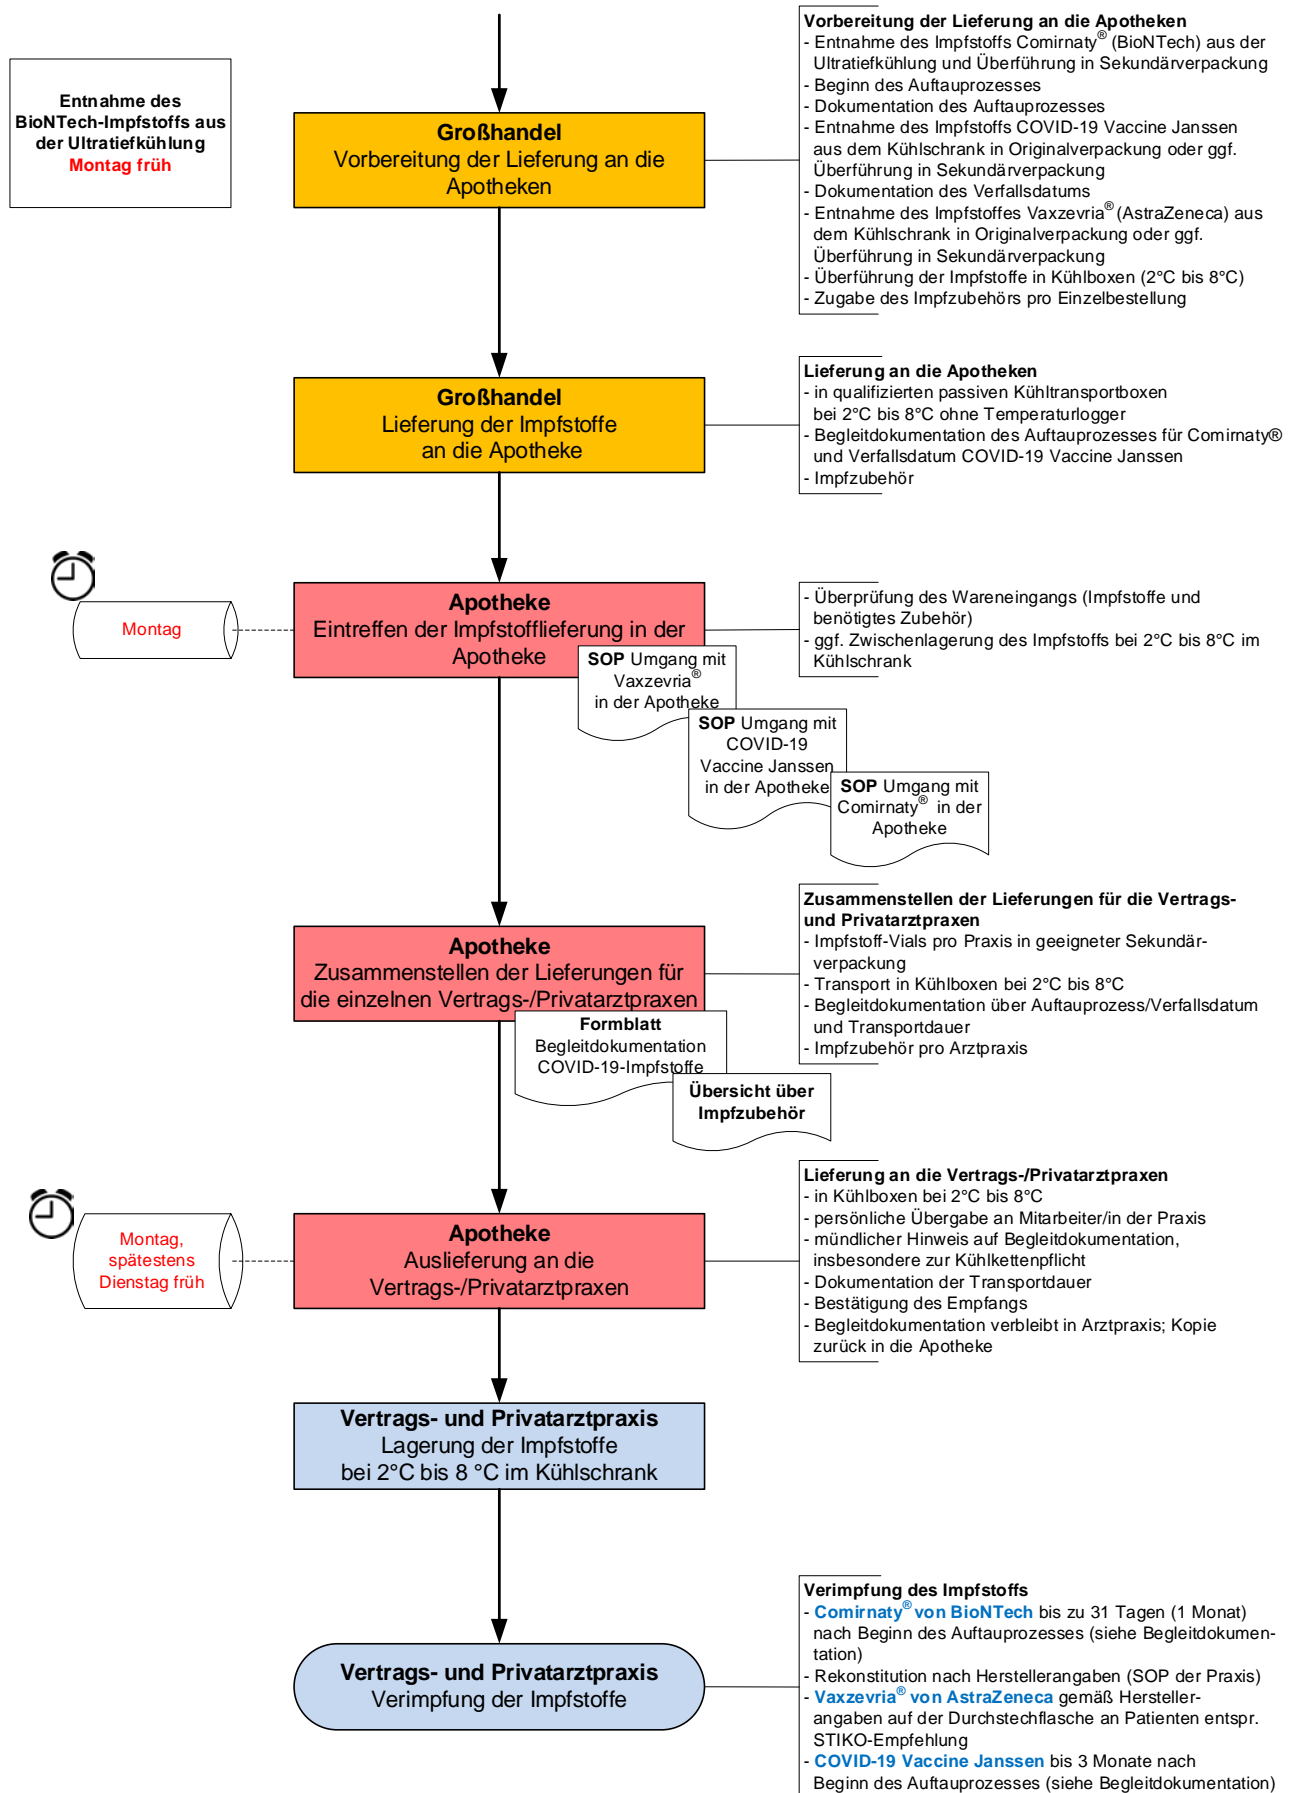 Entnahme des
BioNTech-Impfstoffs aus
der Ultratiefkühlung
Montag früh
Großhandel
Vorbereitung der Lieferung an die
Apotheken
Vorbereitung der Lieferung an die Apotheken
- Entnahme des Impfstoffs Comirnaty® (BioNTech) aus der
Ultratiefkühlung und Überführung in Sekundärverpackung
- Beginn des Auftauprozesses
- Dokumentation des Auftauprozesses
- Entnahme des Impfstoffs COVID-19 Vaccine Janssen
aus dem Kühlschrank in Originalverpackung oder ggf.
Überführung in Sekundärverpackung
- Dokumentation des Verfallsdatums
- Entnahme des Impfstoffes Vaxzevria® (AstraZeneca) aus
dem Kühlschrank in Originalverpackung oder ggf.
Überführung in Sekundärverpackung
- Überführung der Impfstoffe in Kühlboxen (2°C bis 8°C)
- Zugabe des Impfzubehörs pro Einzelbestellung
Großhandel
Lieferung der Impfstoffe
an die Apotheke
Lieferung an die Apotheken
- in qualifizierten passiven Kühltransportboxen
bei 2°C bis 8°C ohne Temperaturlogger
- Begleitdokumentation des Auftauprozesses für Comirnaty®
und Verfallsdatum COVID-19 Vaccine Janssen
- Impfzubehör
Montag
Apotheke
Eintreffen der Impfstofflieferung in der
Apotheke
- Überprüfung des Wareneingangs (Impfstoffe und
benötigtes Zubehör)
- ggf. Zwischenlagerung des Impfstoffs bei 2°C bis 8°C im
Kühlschrank
SOP Umgang mit
Vaxzevria®
in der Apotheke
SOP Umgang mit
COVID-19
Vaccine Janssen
in der Apotheke
SOP Umgang mit
Comirnaty® in der
Apotheke
Apotheke
Zusammenstellen der Lieferungen für
die einzelnen Vertrags-/Privatarztpraxen
Zusammenstellen der Lieferungen für die Vertrags-
und Privatarztpraxen
- Impfstoff-Vials pro Praxis in geeigneter Sekundär-
verpackung
- Transport in Kühlboxen bei 2°C bis 8°C
- Begleitdokumentation über Auftauprozess/Verfallsdatum
und Transportdauer
- Impfzubehör pro Arztpraxis
Formblatt
Begleitdokumentation
COVID-19-Impfstoffe
Übersicht über
Impfzubehör
Montag,
spätestens
Dienstag früh
Apotheke
Auslieferung an die
Vertrags-/Privatarztpraxen
Lieferung an die Vertrags-/Privatarztpraxen
- in Kühlboxen bei 2°C bis 8°C
- persönliche Übergabe an Mitarbeiter/in der Praxis
- mündlicher Hinweis auf Begleitdokumentation,
insbesondere zur Kühlkettenpflicht
- Dokumentation der Transportdauer
- Bestätigung des Empfangs
- Begleitdokumentation verbleibt in Arztpraxis; Kopie
zurück in die Apotheke
Vertrags- und Privatarztpraxis
Lagerung der Impfstoffe
bei 2°C bis 8 °C im Kühlschrank
Vertrags- und Privatarztpraxis
Verimpfung der Impfstoffe
Verimpfung des Impfstoffs
- Comirnaty® von BioNTech bis zu 31 Tagen (1 Monat)
nach Beginn des Auftauprozesses (siehe Begleitdokumen-
tation)
- Rekonstitution nach Herstellerangaben (SOP der Praxis)
- Vaxzevria® von AstraZeneca gemäß Hersteller-
angaben auf der Durchstechflasche an Patienten entspr.
STIKO-Empfehlung
- COVID-19 Vaccine Janssen bis 3 Monate nach
Beginn des Auftauprozesses (siehe Begleitdokumentation)